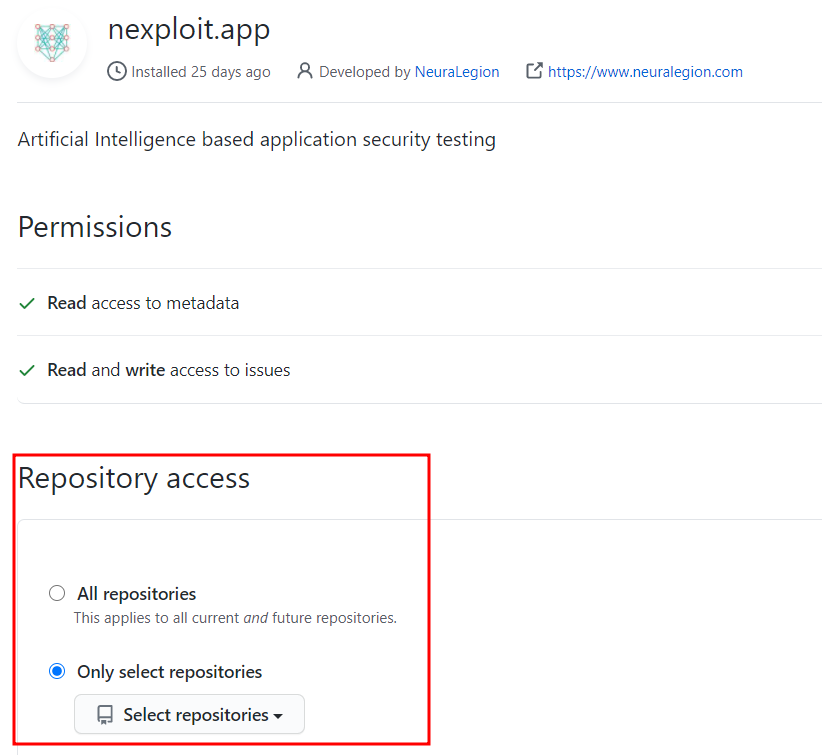 nexploit.app
Installed 25 days ago Developed by NeuraLegion https://www.neuralegion.com
Artificial Intelligence based application security testing
Permissions
Read access to metadata
Read and write access to issues
Repository access
All repositories
This applies to all current and future repositories.
Only select repositories
Select repositories